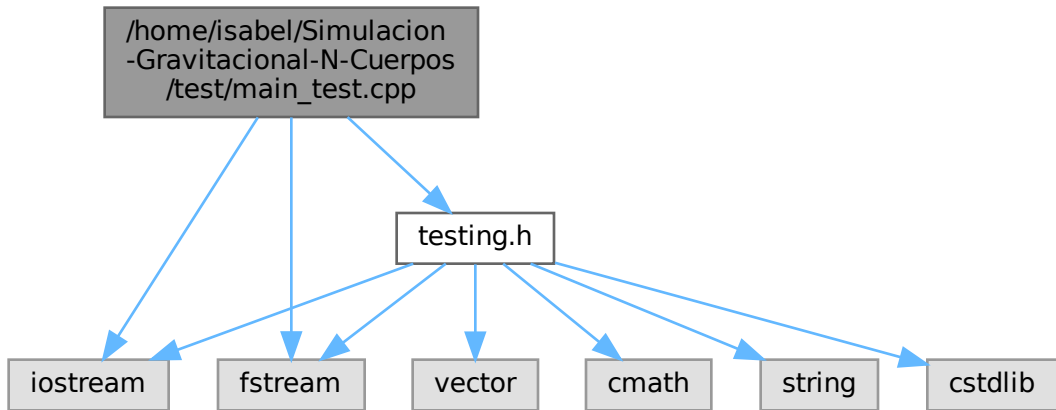 /home/isabel/Simulacion
-Gravitacional-N-Cuerpos
/test/main_test.cpp
testing.h
iostream
fstream
vector
cmath
string
cstdlib